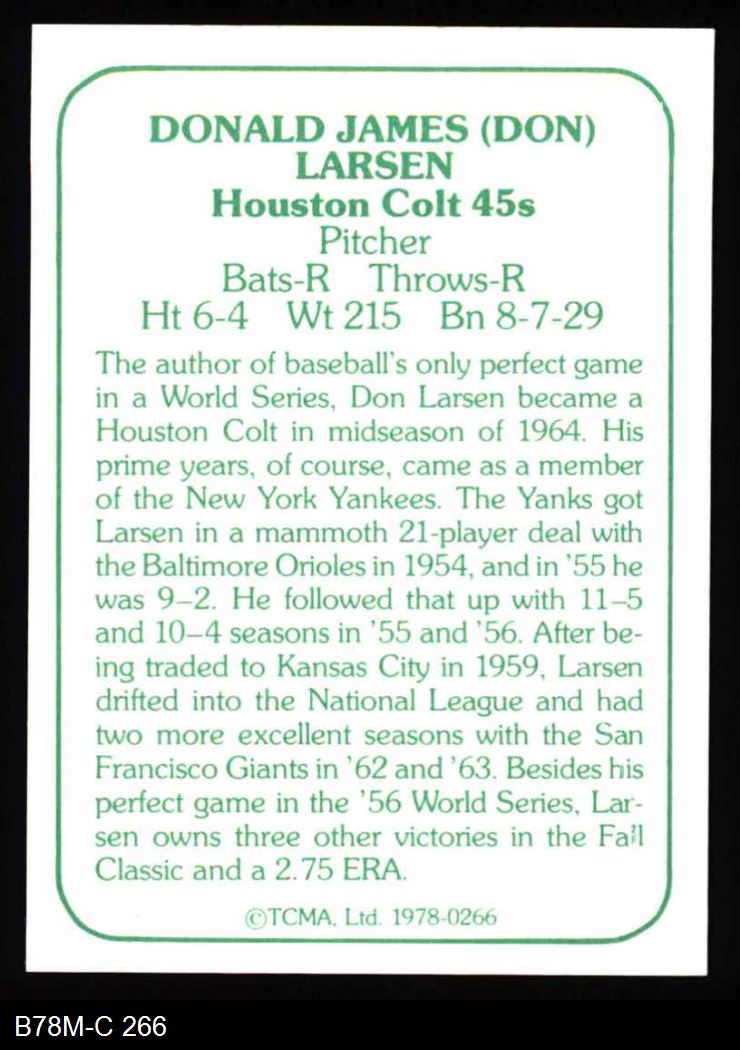 DONALD JAMES (DON)
LARSEN
Houston Colt 45s
Pitcher
Bats-R Throws-R
Ht 6-4 Wt 215 Bn 8-7-29
The author of baseball's only perfect game
in a World Series, Don Larsen became a
Houston Colt in midseason of 1964. His
prime years, of course, came as a member
of the New York Yankees. The Yanks got
Larsen in a mammoth 21-player deal with
the Baltimore Orioles in 1954, and in '55 he
was 9–2. He followed that up with 11–5
and 10–4 seasons in '55 and '56. After be-
ing traded to Kansas City in 1959, Larsen
drifted into the National League and had
two more excellent seasons with the San
Francisco Giants in '62 and '63. Besides his
perfect game in the '56 World Series, Lar-
sen owns three other victories in the Fall
Classic and a 2.75 ERA.
©TCMA, Ltd. 1978-0266
B78M-C 266